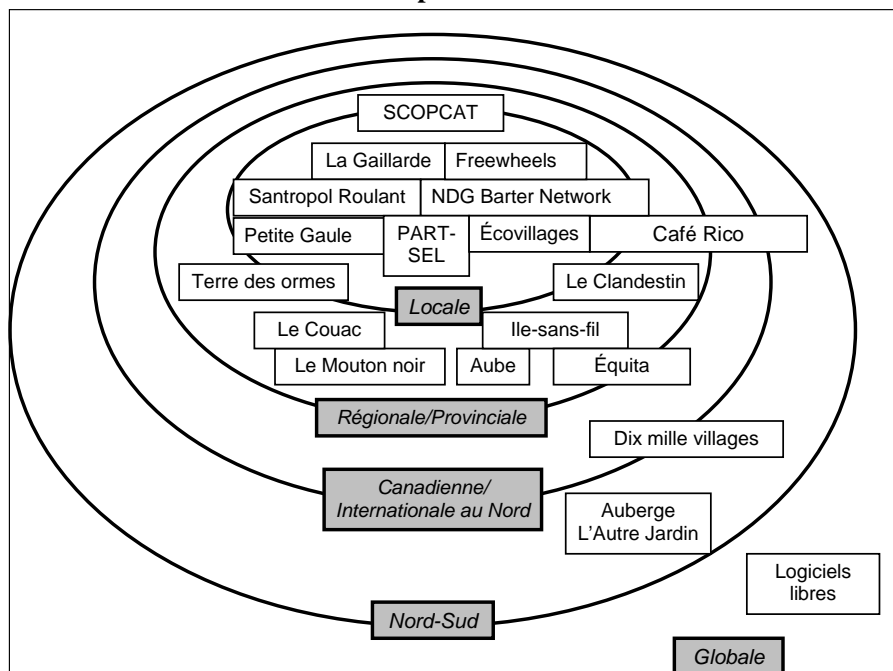 SCOPCAT
La Gaillarde
Freewheels
Santropol Roulant
NDG Barter Network
Petite Gaule
PART-
SEL
Écovillages
Café Rico
Terre des ormes
Le Clandestin
Locale
Le Couac
Ile-sans-fil
Le Mouton noir
Aube
Équita
Régionale/Provinciale
Dix mille villages
Canadienne/
Internationale au Nord
Auberge
L'Autre Jardin
Logiciels
libres
Nord-Sud
Globale